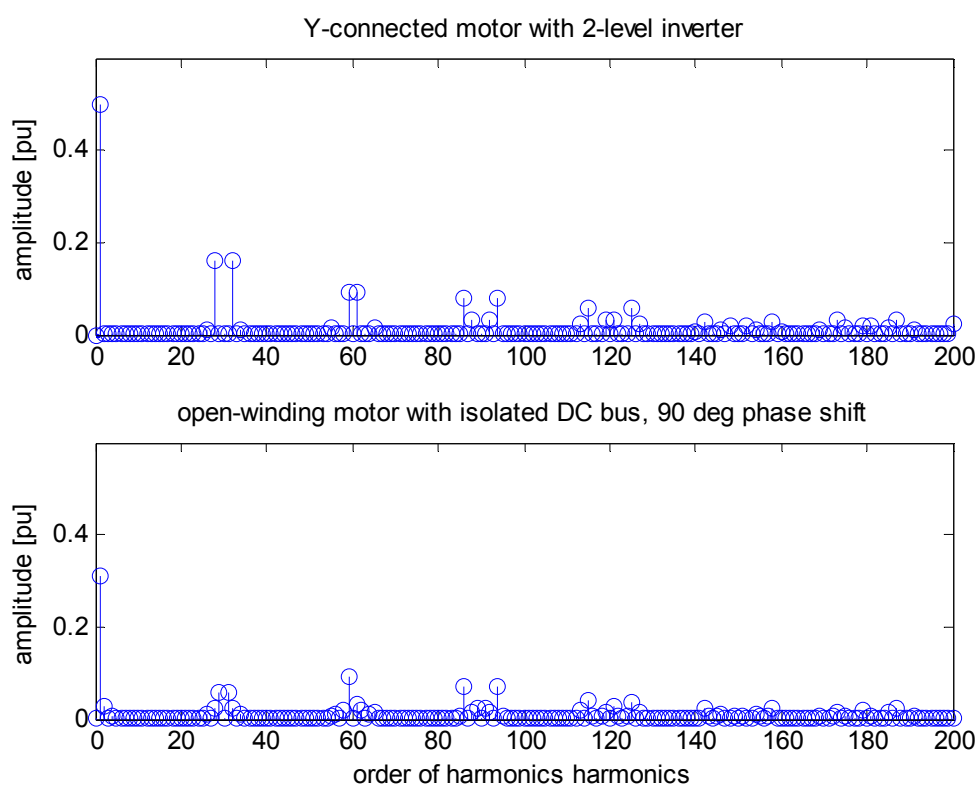 Y-connected motor with 2-level inverter
amplitude [pu]
0.4
0.2
0
0 20 40 60 80 100 120 140 160 180 200
open-winding motor with isolated DC bus, 90 deg phase shift
amplitude [pu]
0.4
0.2
0
0 20 40 60 80 100 120 140 160 180 200
order of harmonics harmonics